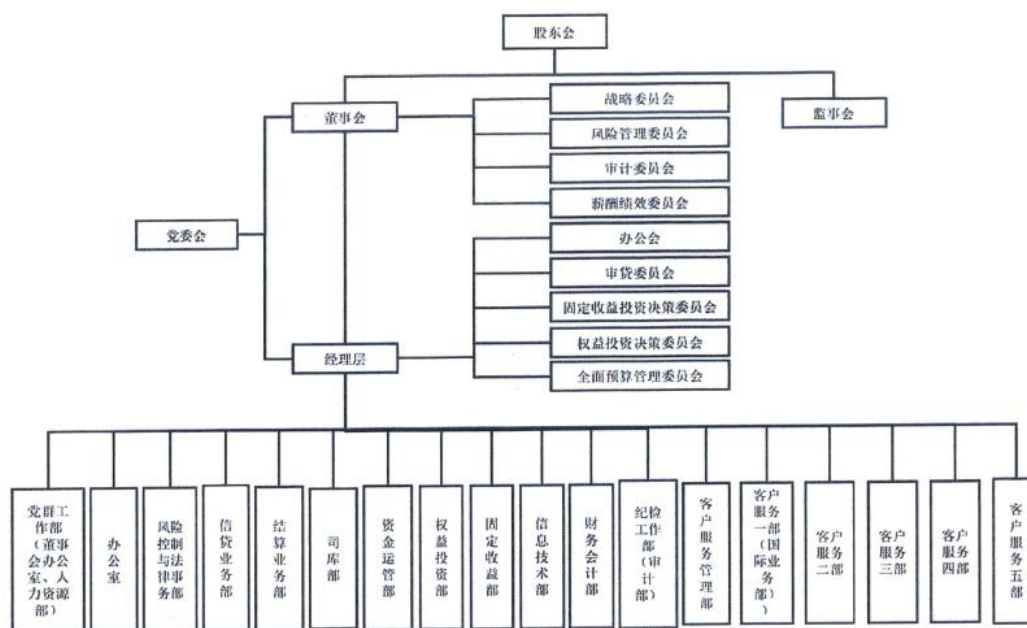 股东会
董事会
监事会
战略委员会
风险管理委员会
审计委员会
薪酬绩效委员会
党委会
办公会
审贷委员会
固定收益投资决策委员会
权益投资决策委员会
经理层
全面预算管理委员会
党群工
作部
（董事
会办公
室、人
力资源
部）
办公室
风险
控制
与法
律事
务部
信贷业务部
结算业务部
司库部
资金运管部
权益投资部
固定收益部
信息技术部
财务会计部
纪检
工作
部（审
计部）
客户服务管理部
客户
服务
一部
（国
际业
务部）
）
客户
服务
二部
客户
服务
三部
客户
服务
四部
客户服务五部